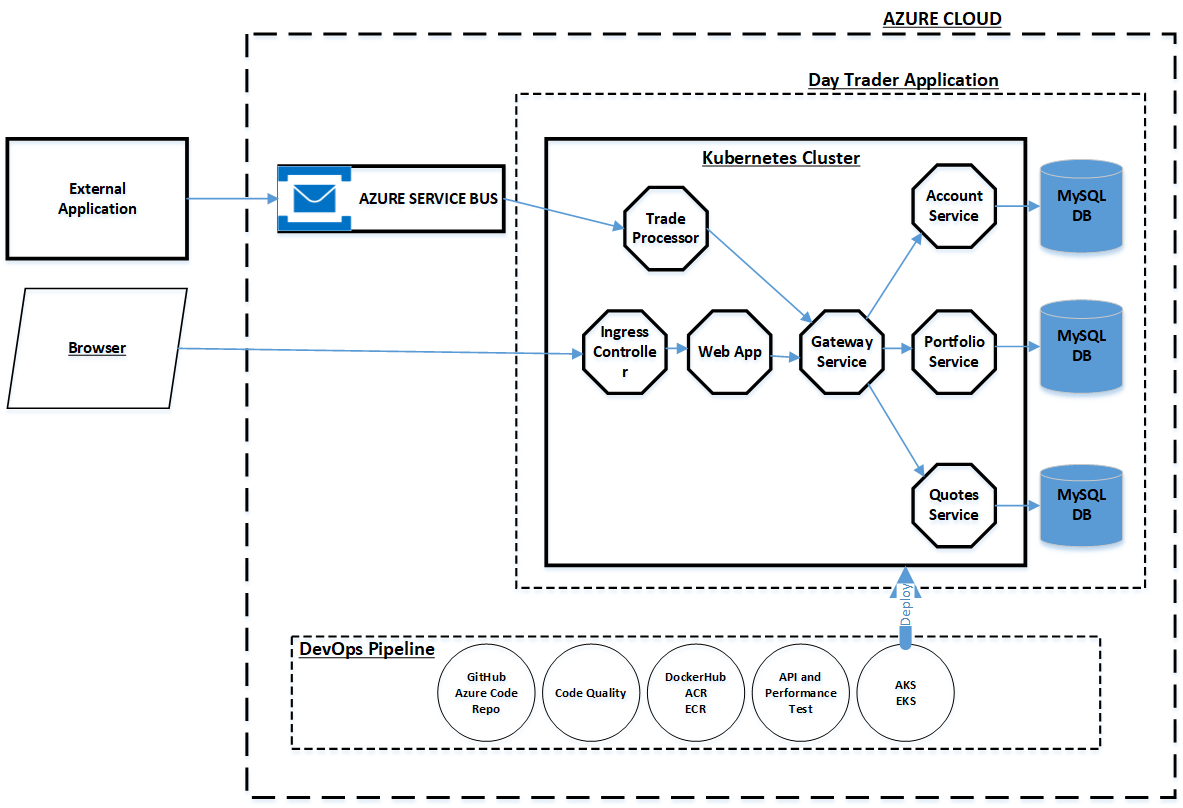 AZURE CLOUD
Day Trader Application
Kubernetes Cluster
External
Application
AZURE SERVICE BUS
Trade
Processor
Account
Service
MySQL
DB
Browser
Ingress
Controlle
r
Web App
Gateway
Service
Portfolio
Service
MySQL
DB
Quotes
Service
MySQL
DB
Deploy
DevOps Pipeline
GitHub
Azure Code
Repo
Code Quality
DockerHub
ACR
ECR
API and
Performance
Test
AKS
EKS